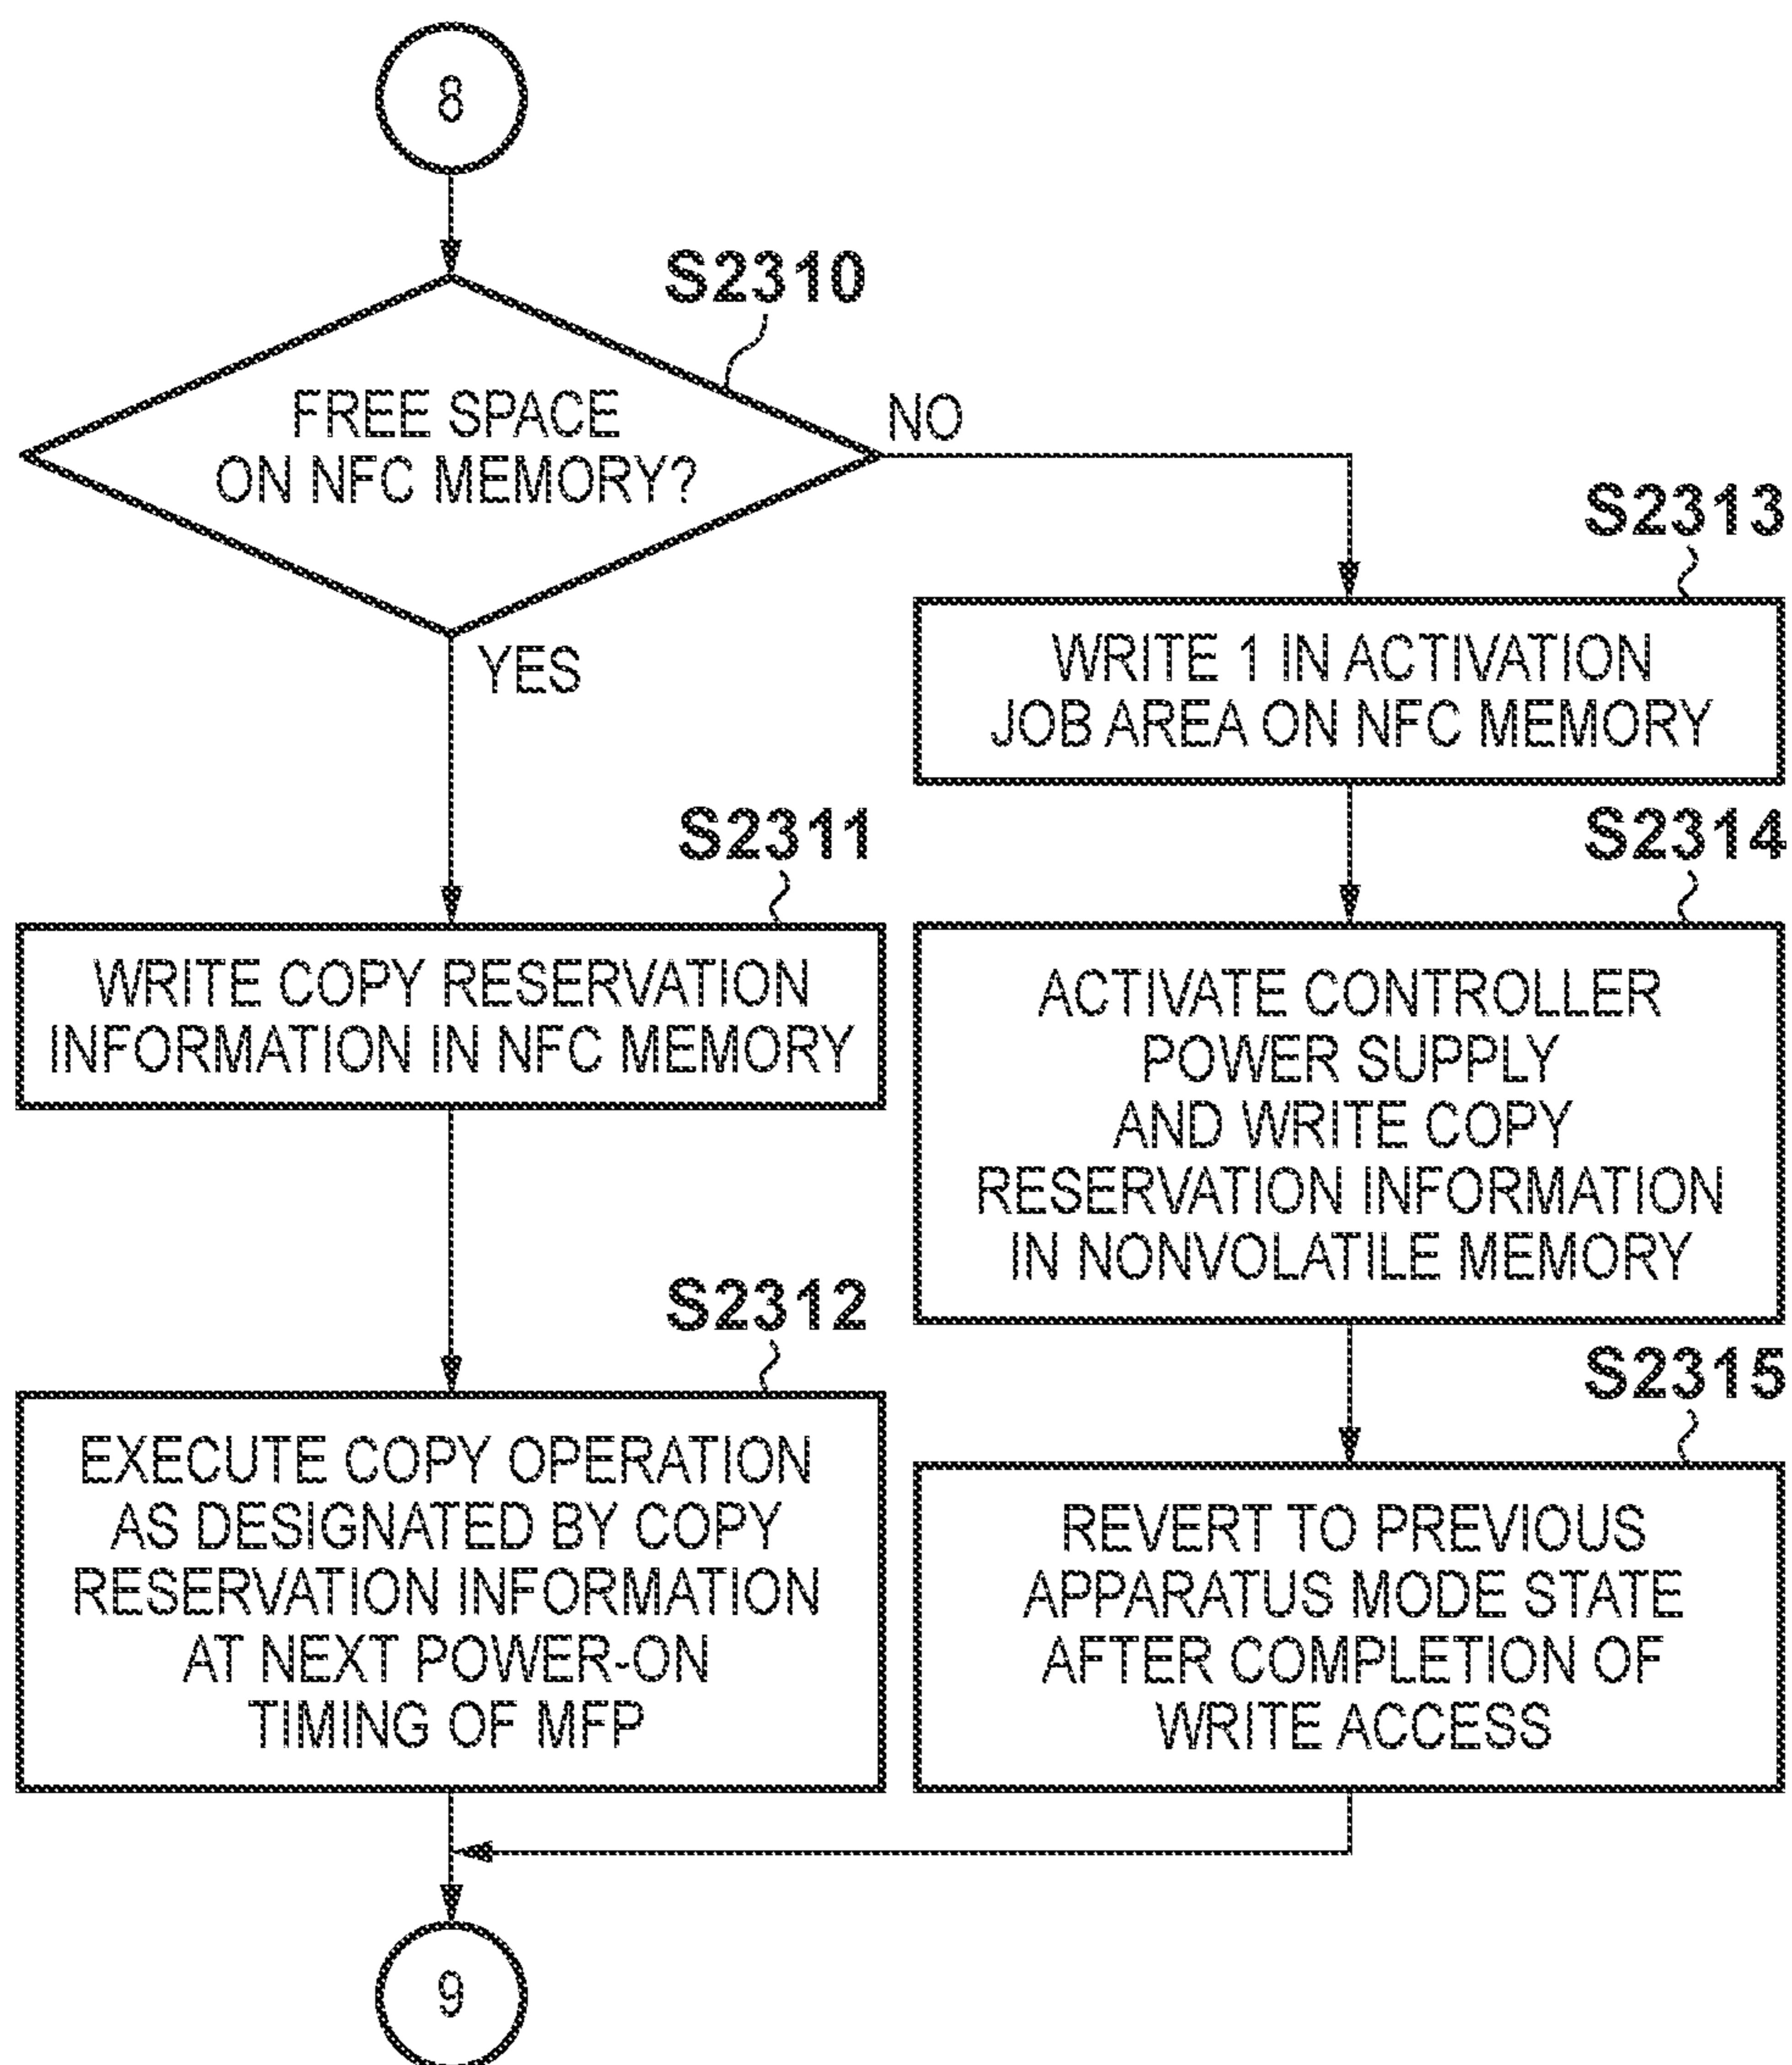 8
S2310
FREE SPACE
ON NFC MEMORY?
NO
YES
S2313
WRITE 1 IN ACTIVATION
JOB AREA ON NFC MEMORY
S2311
WRITE COPY RESERVATION
INFORMATION IN NFC MEMORY
S2314
ACTIVATE CONTROLLER
POWER SUPPLY
AND WRITE COPY
RESERVATION INFORMATION
IN NONVOLATILE MEMORY
S2312
EXECUTE COPY OPERATION
AS DESIGNATED BY COPY
RESERVATION INFORMATION
AT NEXT POWER-ON
TIMING OF MFP
S2315
REVERT TO PREVIOUS
APPARATUS MODE STATE
AFTER COMPLETION OF
WRITE ACCESS
9